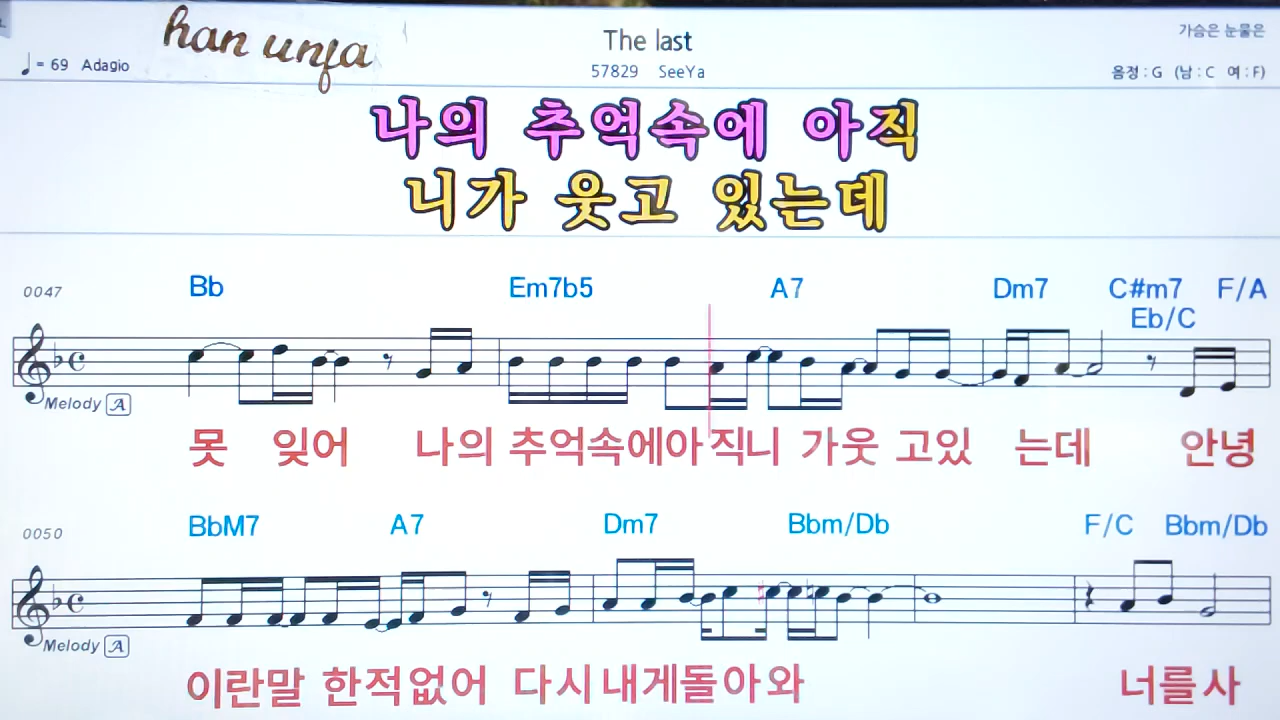 han unja
The last
가슴은 눈물은
♩= 69 Adagio
57829 SeeYa
음정 : G (남 : C 여 : F)
나의 추억속에 아직
니가 웃고 있는데
0047 Bb Em7b5 A7 Dm7 C#m7 F/A
Eb/C
Melody A
못 잊어 나의 추억속에아직니 가웃 고있 는데 안녕
0050 BbM7 A7 Dm7 Bbm/Db F/C Bbm/Db
Melody A
이란말 한적없어 다시내게돌아와 너를사